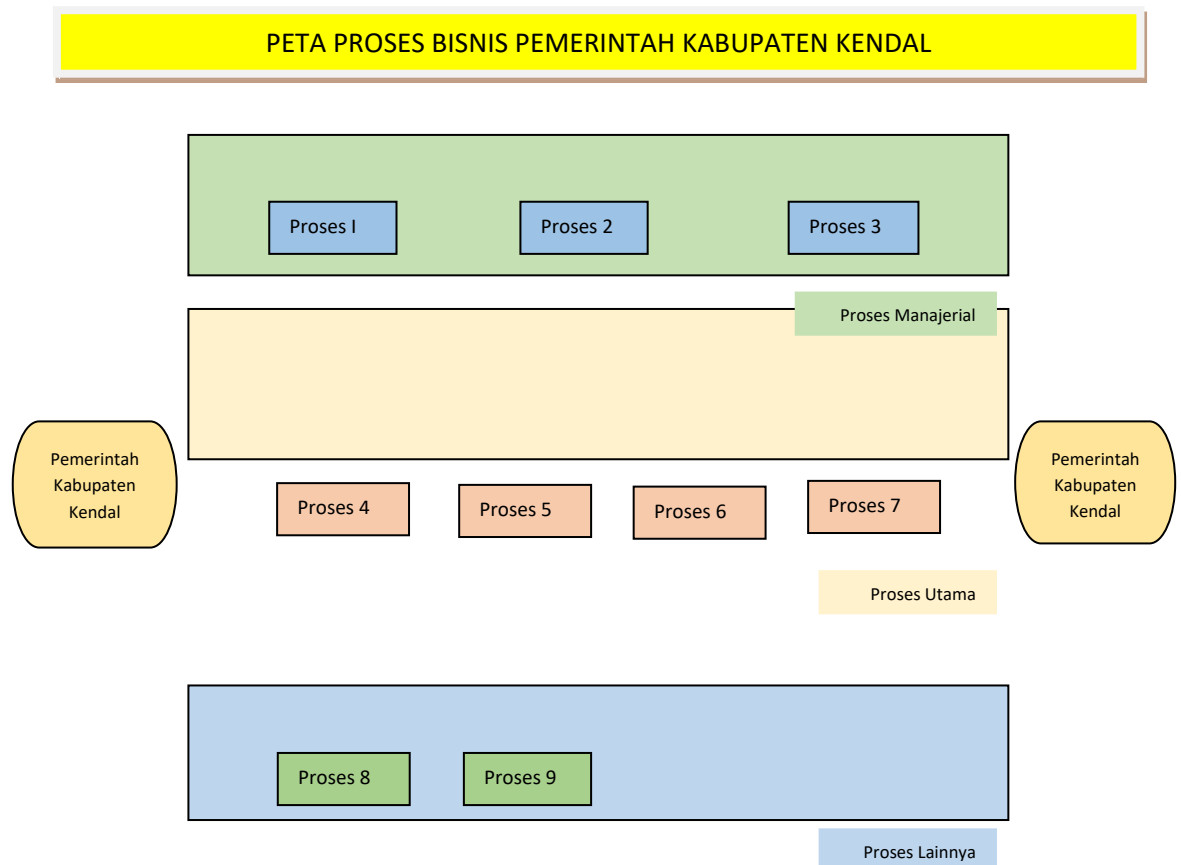 PETA PROSES BISNIS PEMERINTAH KABUPATEN KENDAL
Proses I
Proses 2
Proses 3
Proses Manajerial
Pemerintah
Kabupaten
Kendal
Proses 4
Proses 5
Proses 6
Proses 7
Pemerintah
Kabupaten
Kendal
Proses Utama
Proses 8
Proses 9
Proses Lainnya